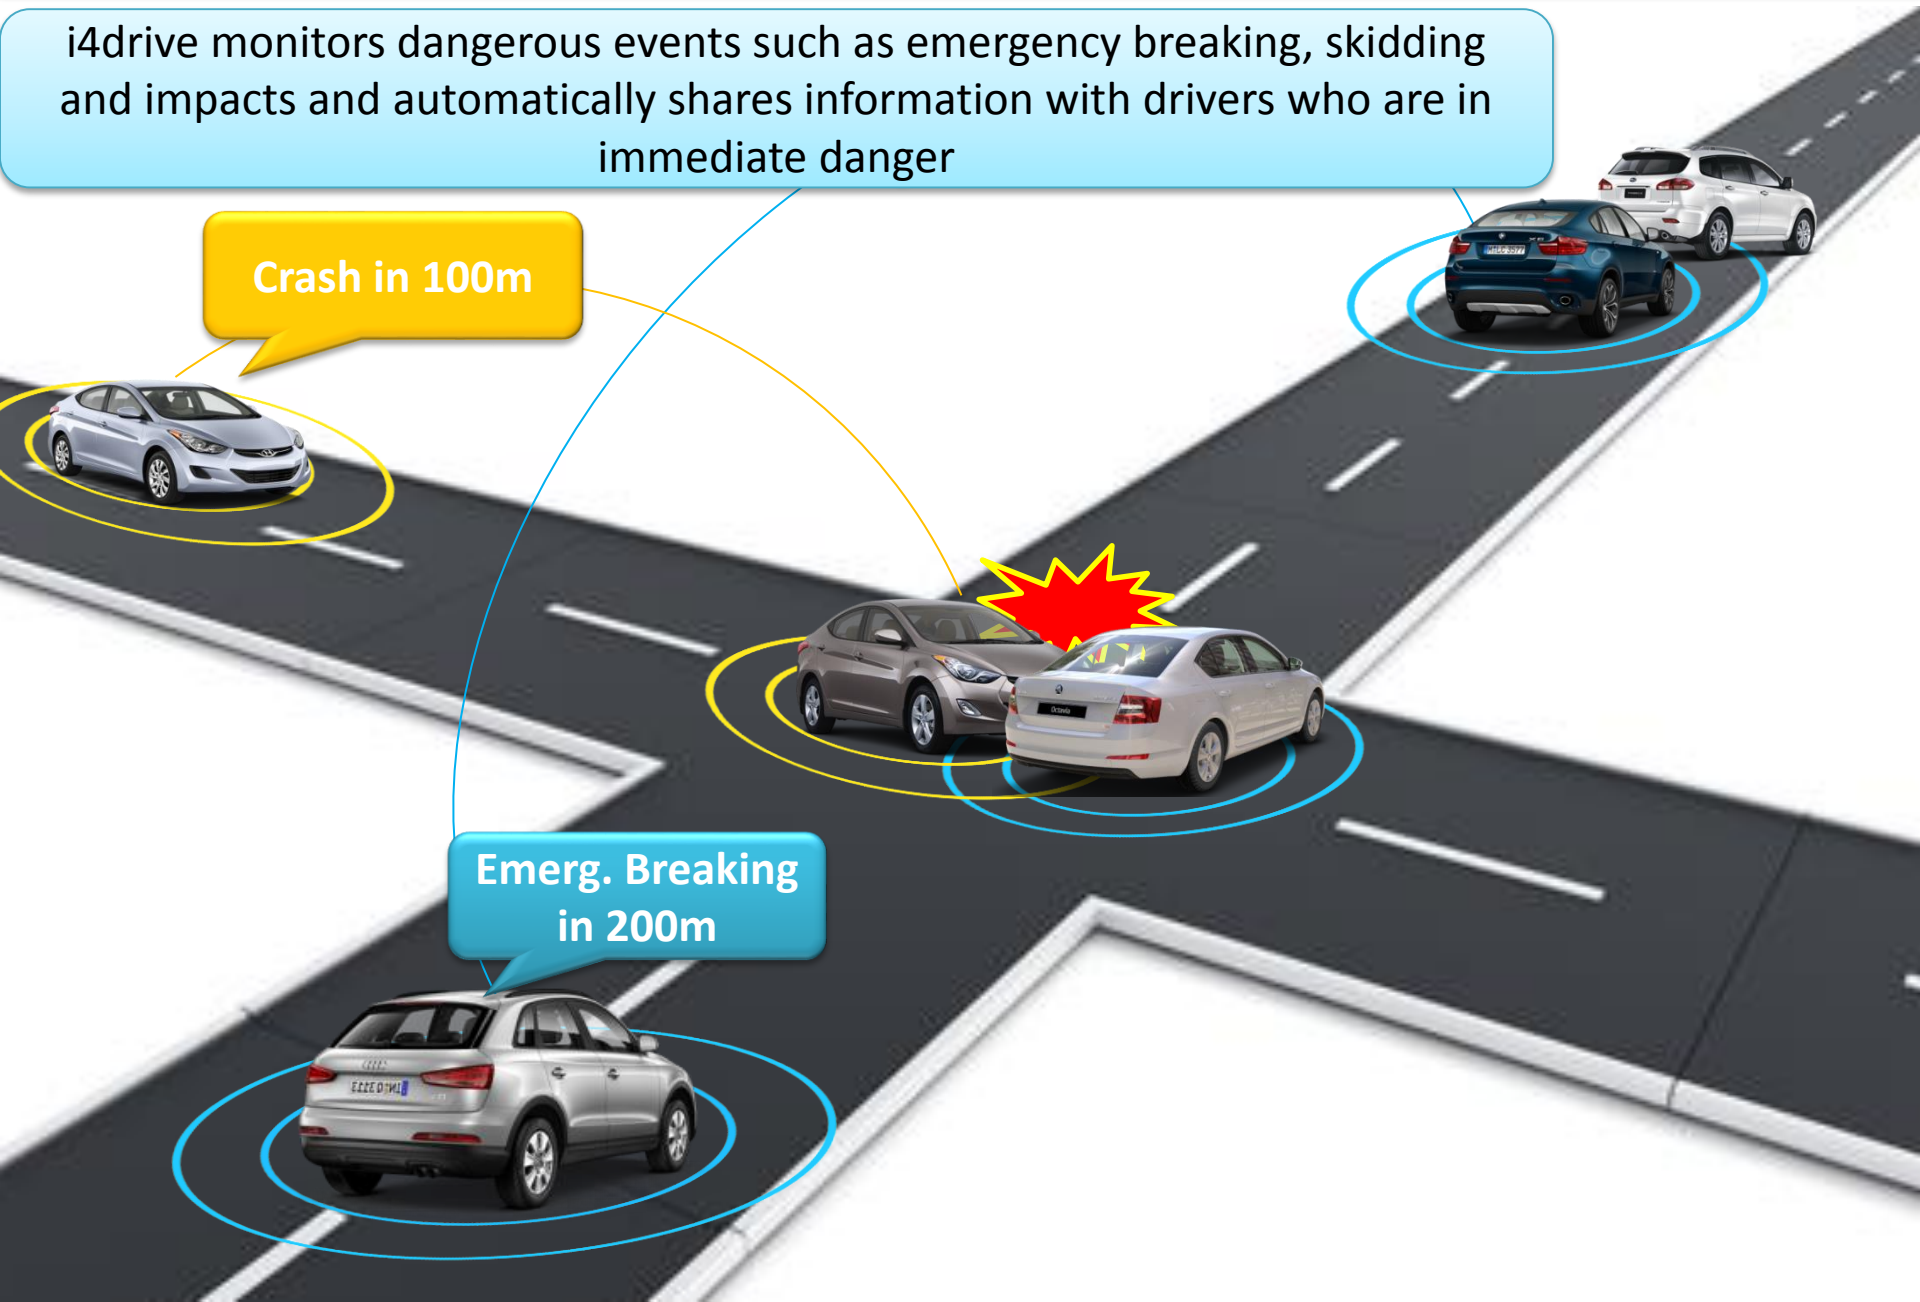 i4drive monitors dangerous events such as emergency breaking, skidding
and impacts and automatically shares information with drivers who are in
immediate danger
Crash in 100m
Emerg. Breaking
in 200m
Octavia